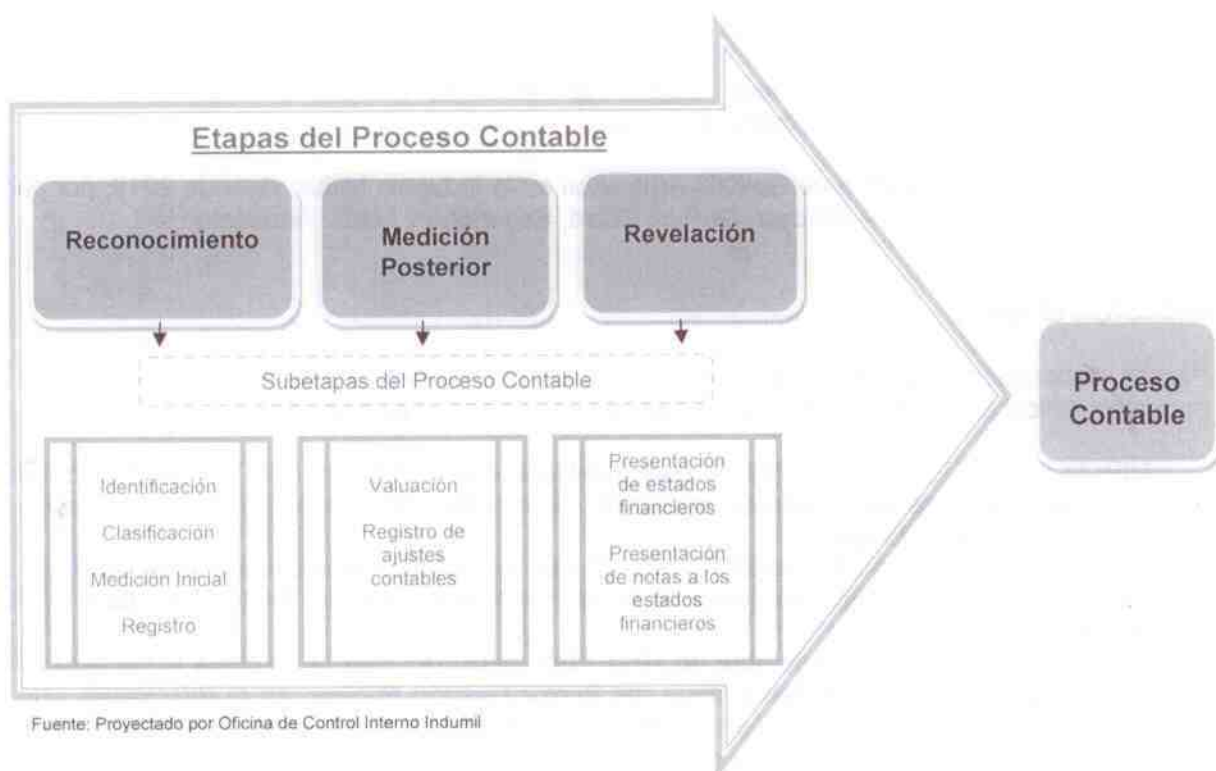 Etapas del Proceso Contable
Reconocimiento
Medición
Posterior
Revelación
Subetapas del Proceso Contable
Identificación
Clasificación
Medición Inicial
Registro
Valuación
Registro de
ajustes
contables
Presentación
de estados
financieros
Presentación
de notas a los
estados
financieros
Proceso
Contable
Fuente: Proyectado por Oficina de Control Interno Indumil